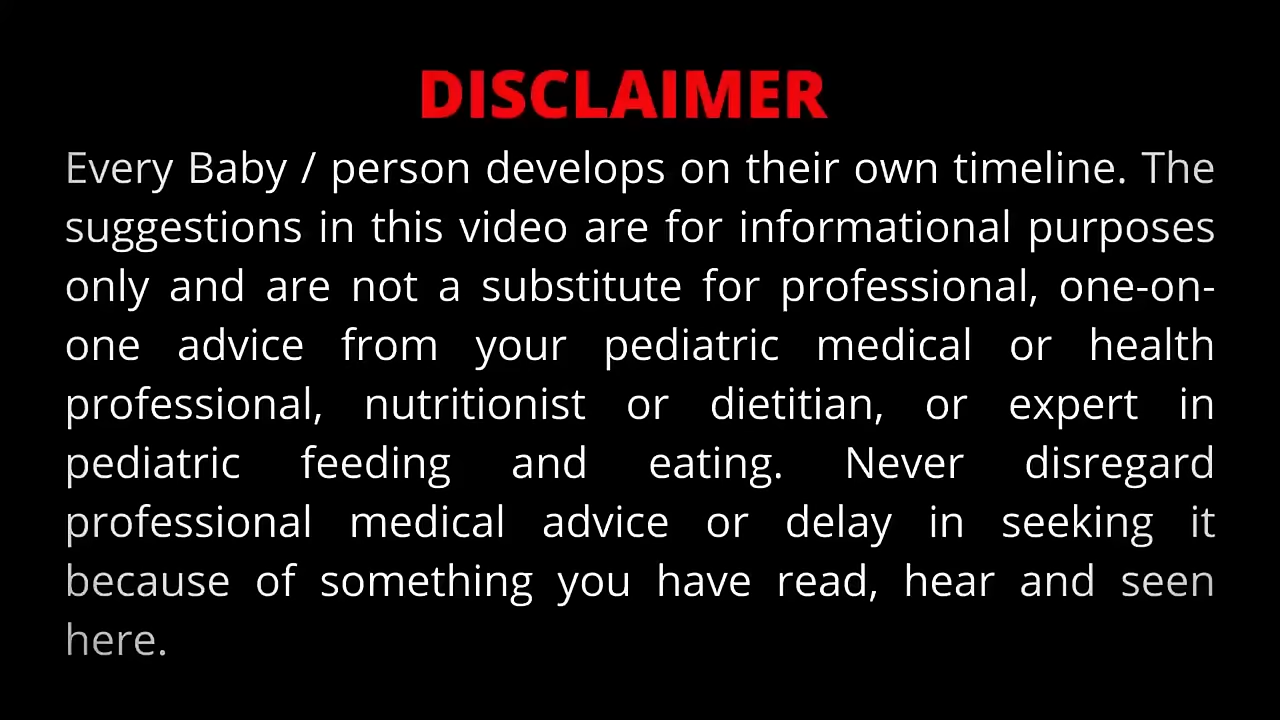 DISCLAIMER
Every Baby / person develops on their own timeline. The
suggestions in this video are for informational purposes
only and are not a substitute for professional, one-on-
one advice from your pediatric medical or health
professional, nutritionist or dietitian, or expert in
pediatric feeding and eating. Never disregard
professional medical advice or delay in seeking it
because of something you have read, hear and seen
here.